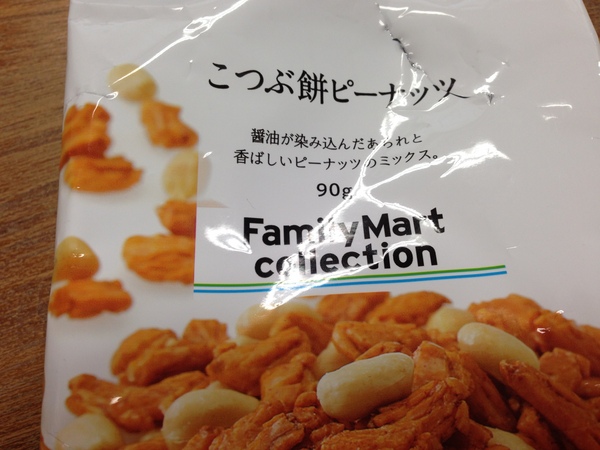 こつぶ餅ピーナッツ
醤油が染み込んだあられと
香ばしいピーナッツのミックス。
90g
FamilyMart
collection